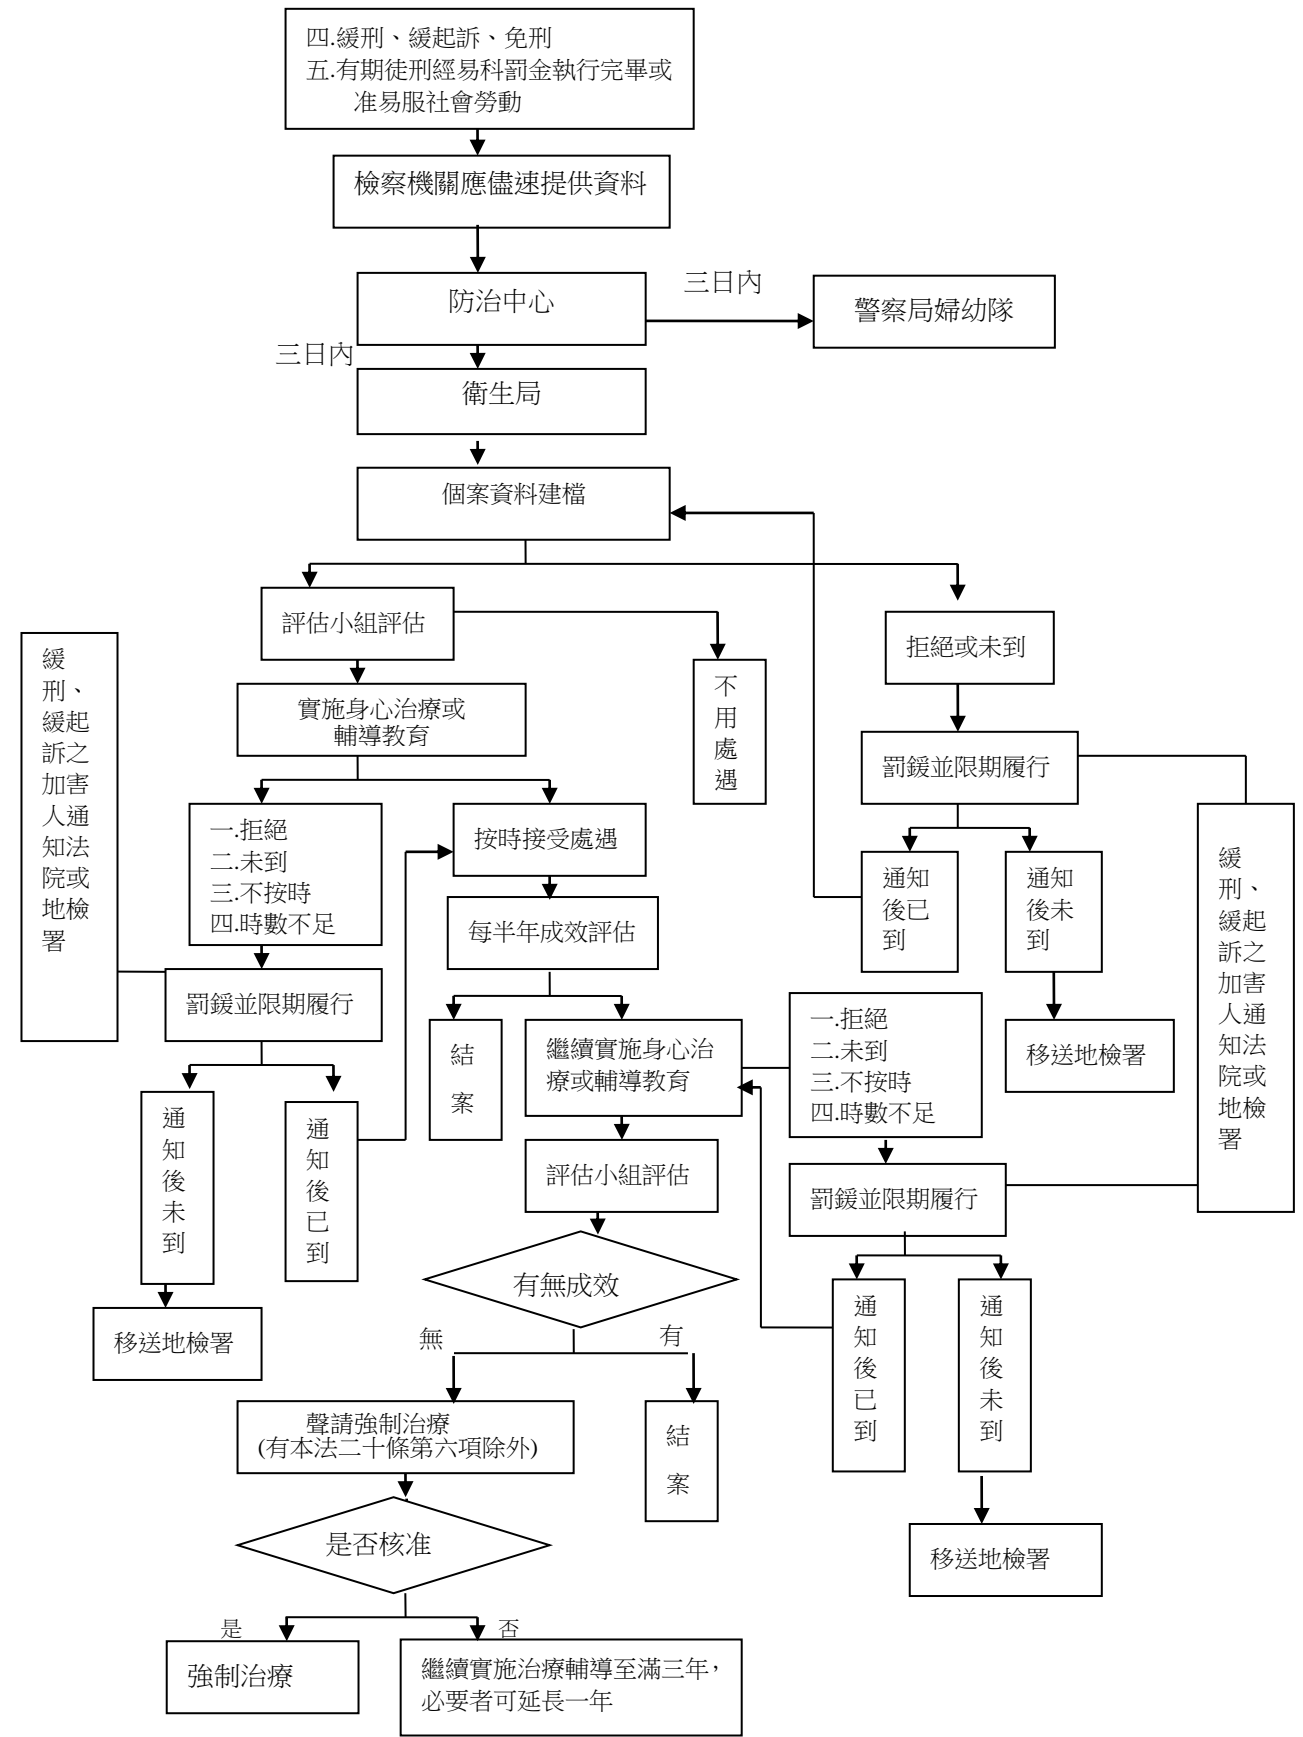 四.緩刑、緩起訴、免刑
五.有期徒刑經易科罰金執行完畢或
准易服社會勞動
檢察機關應儘速提供資料
防治中心
三日內
警察局婦幼隊
三日內
衛生局
個案資料建檔
評估小組評估
拒絕或未到
不
用
處
遇
實施身心治療或
輔導教育
緩
刑、
緩起
訴之
加害
人通
知法
院或
地檢
署
罰鍰並限期履行
一.拒絕
二.未到
三.不按時
四.時數不足
按時接受處遇
通知
後已
到
通知
後未
到
緩
刑、
緩起
訴之
加害
人通
知法
院或
地檢
署
每半年成效評估
罰鍰並限期履行
結
案
繼續實施身心治
療或輔導教育
一.拒絕
二.未到
三.不按時
四.時數不足
移送地檢署
通
知
後
未
到
通
知
後
已
到
評估小組評估
罰鍰並限期履行
有無成效
移送地檢署
無
有
通
知
後
已
到
通
知
後
未
到
聲請強制治療
(有本法二十條第六項除外)
結
案
是否核准
移送地檢署
是
否
強制治療
繼續實施治療輔導至滿三年，
必要者可延長一年